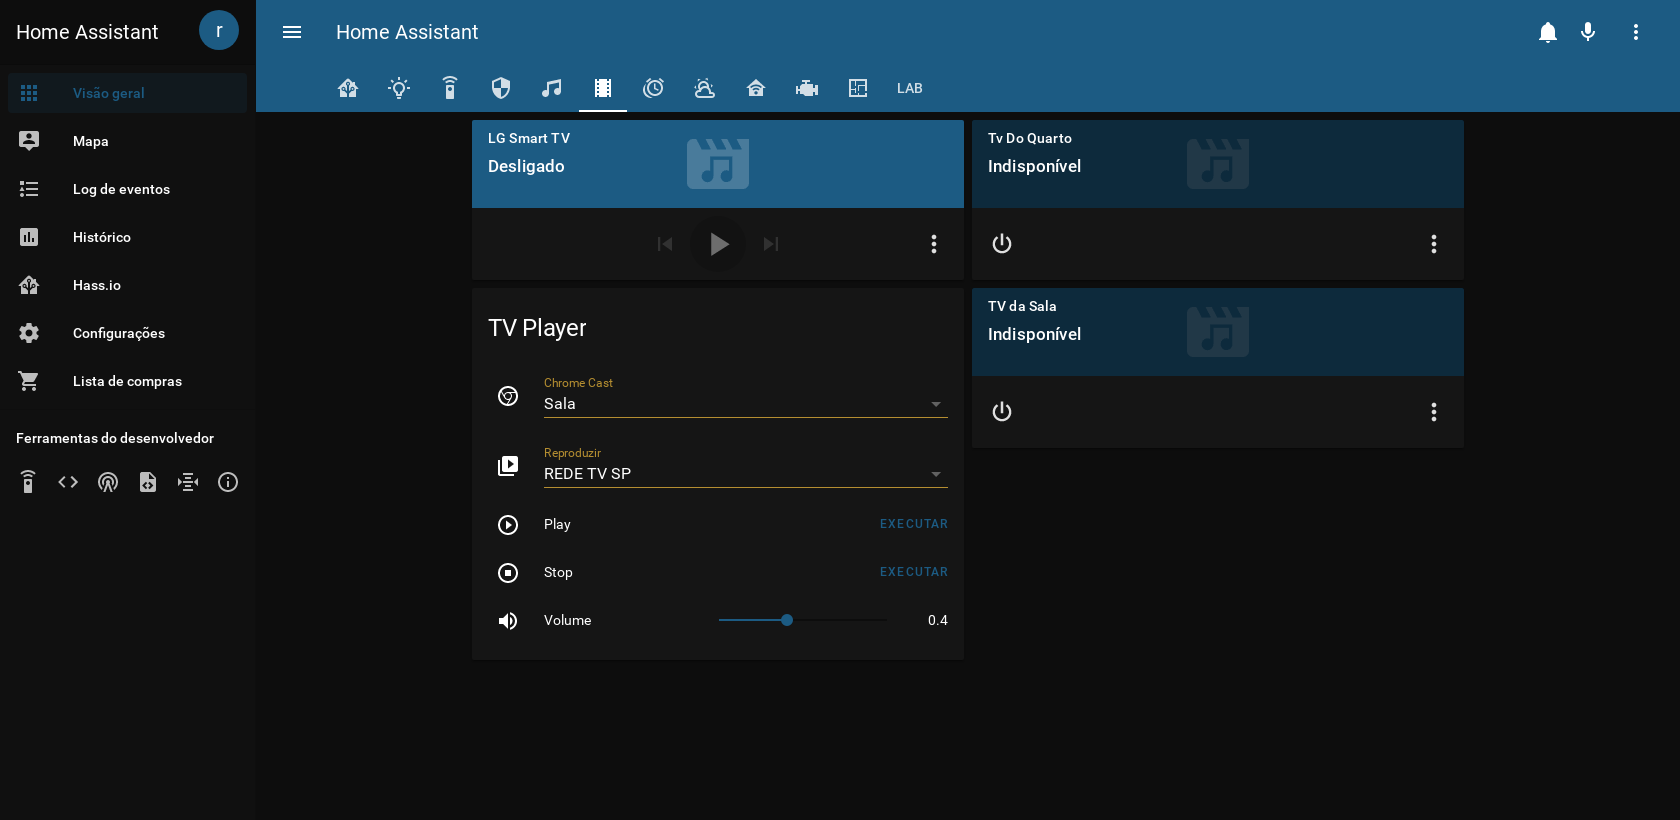 Home Assistant
r
Visão geral
Mapa
Log de eventos
Histórico
Hass.io
Configurações
Lista de compras
Ferramentas do desenvolvedor
Home Assistant
LAB
LG Smart TV
Desligado
Tv Do Quarto
Indisponível
TV Player
Chrome Cast
Sala
Reproduzir
REDE TV SP
Play EXECUTAR
Stop EXECUTAR
Volume 0.4
TV da Sala
Indisponível